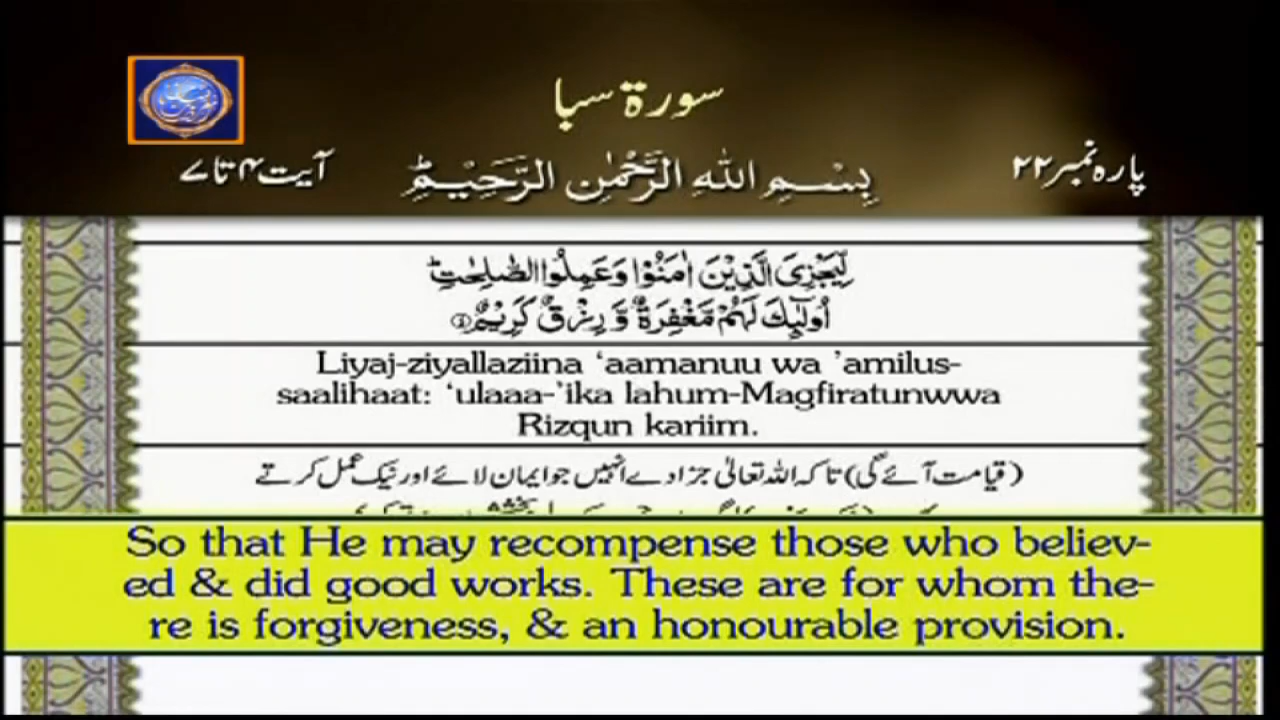 سورۃ سبا
پارہ نمبر ۲۲
بِسْمِ اللهِ الرَّحْمٰنِ الرَّحِيْمِ
آیت ۴ تا ۷
لِّيَجْزِىَ الَّذِيْنَ اٰمَنُوْا وَعَمِلُوا الصّٰلِحٰتِ ؕ
اُولٰٓٮِٕكَ لَهُمْ مَّغْفِرَةٌ وَّ رِزْقٌ كَرِيْمٌ ۞۴
Liyaj-ziyallaziina ‘aamanuu wa ’amilus-
saalihaat: ‘ulaaa-’ika lahum-Magfiratunwwa
Rizqun kariim.
(قیامت آئے گی) تاکہ اللہ تعالیٰ جزا دے انہیں جو ایمان لائے اور نیک عمل کرتے
So that He may recompense those who believ-
ed & did good works. These are for whom the-
re is forgiveness, & an honourable provision.